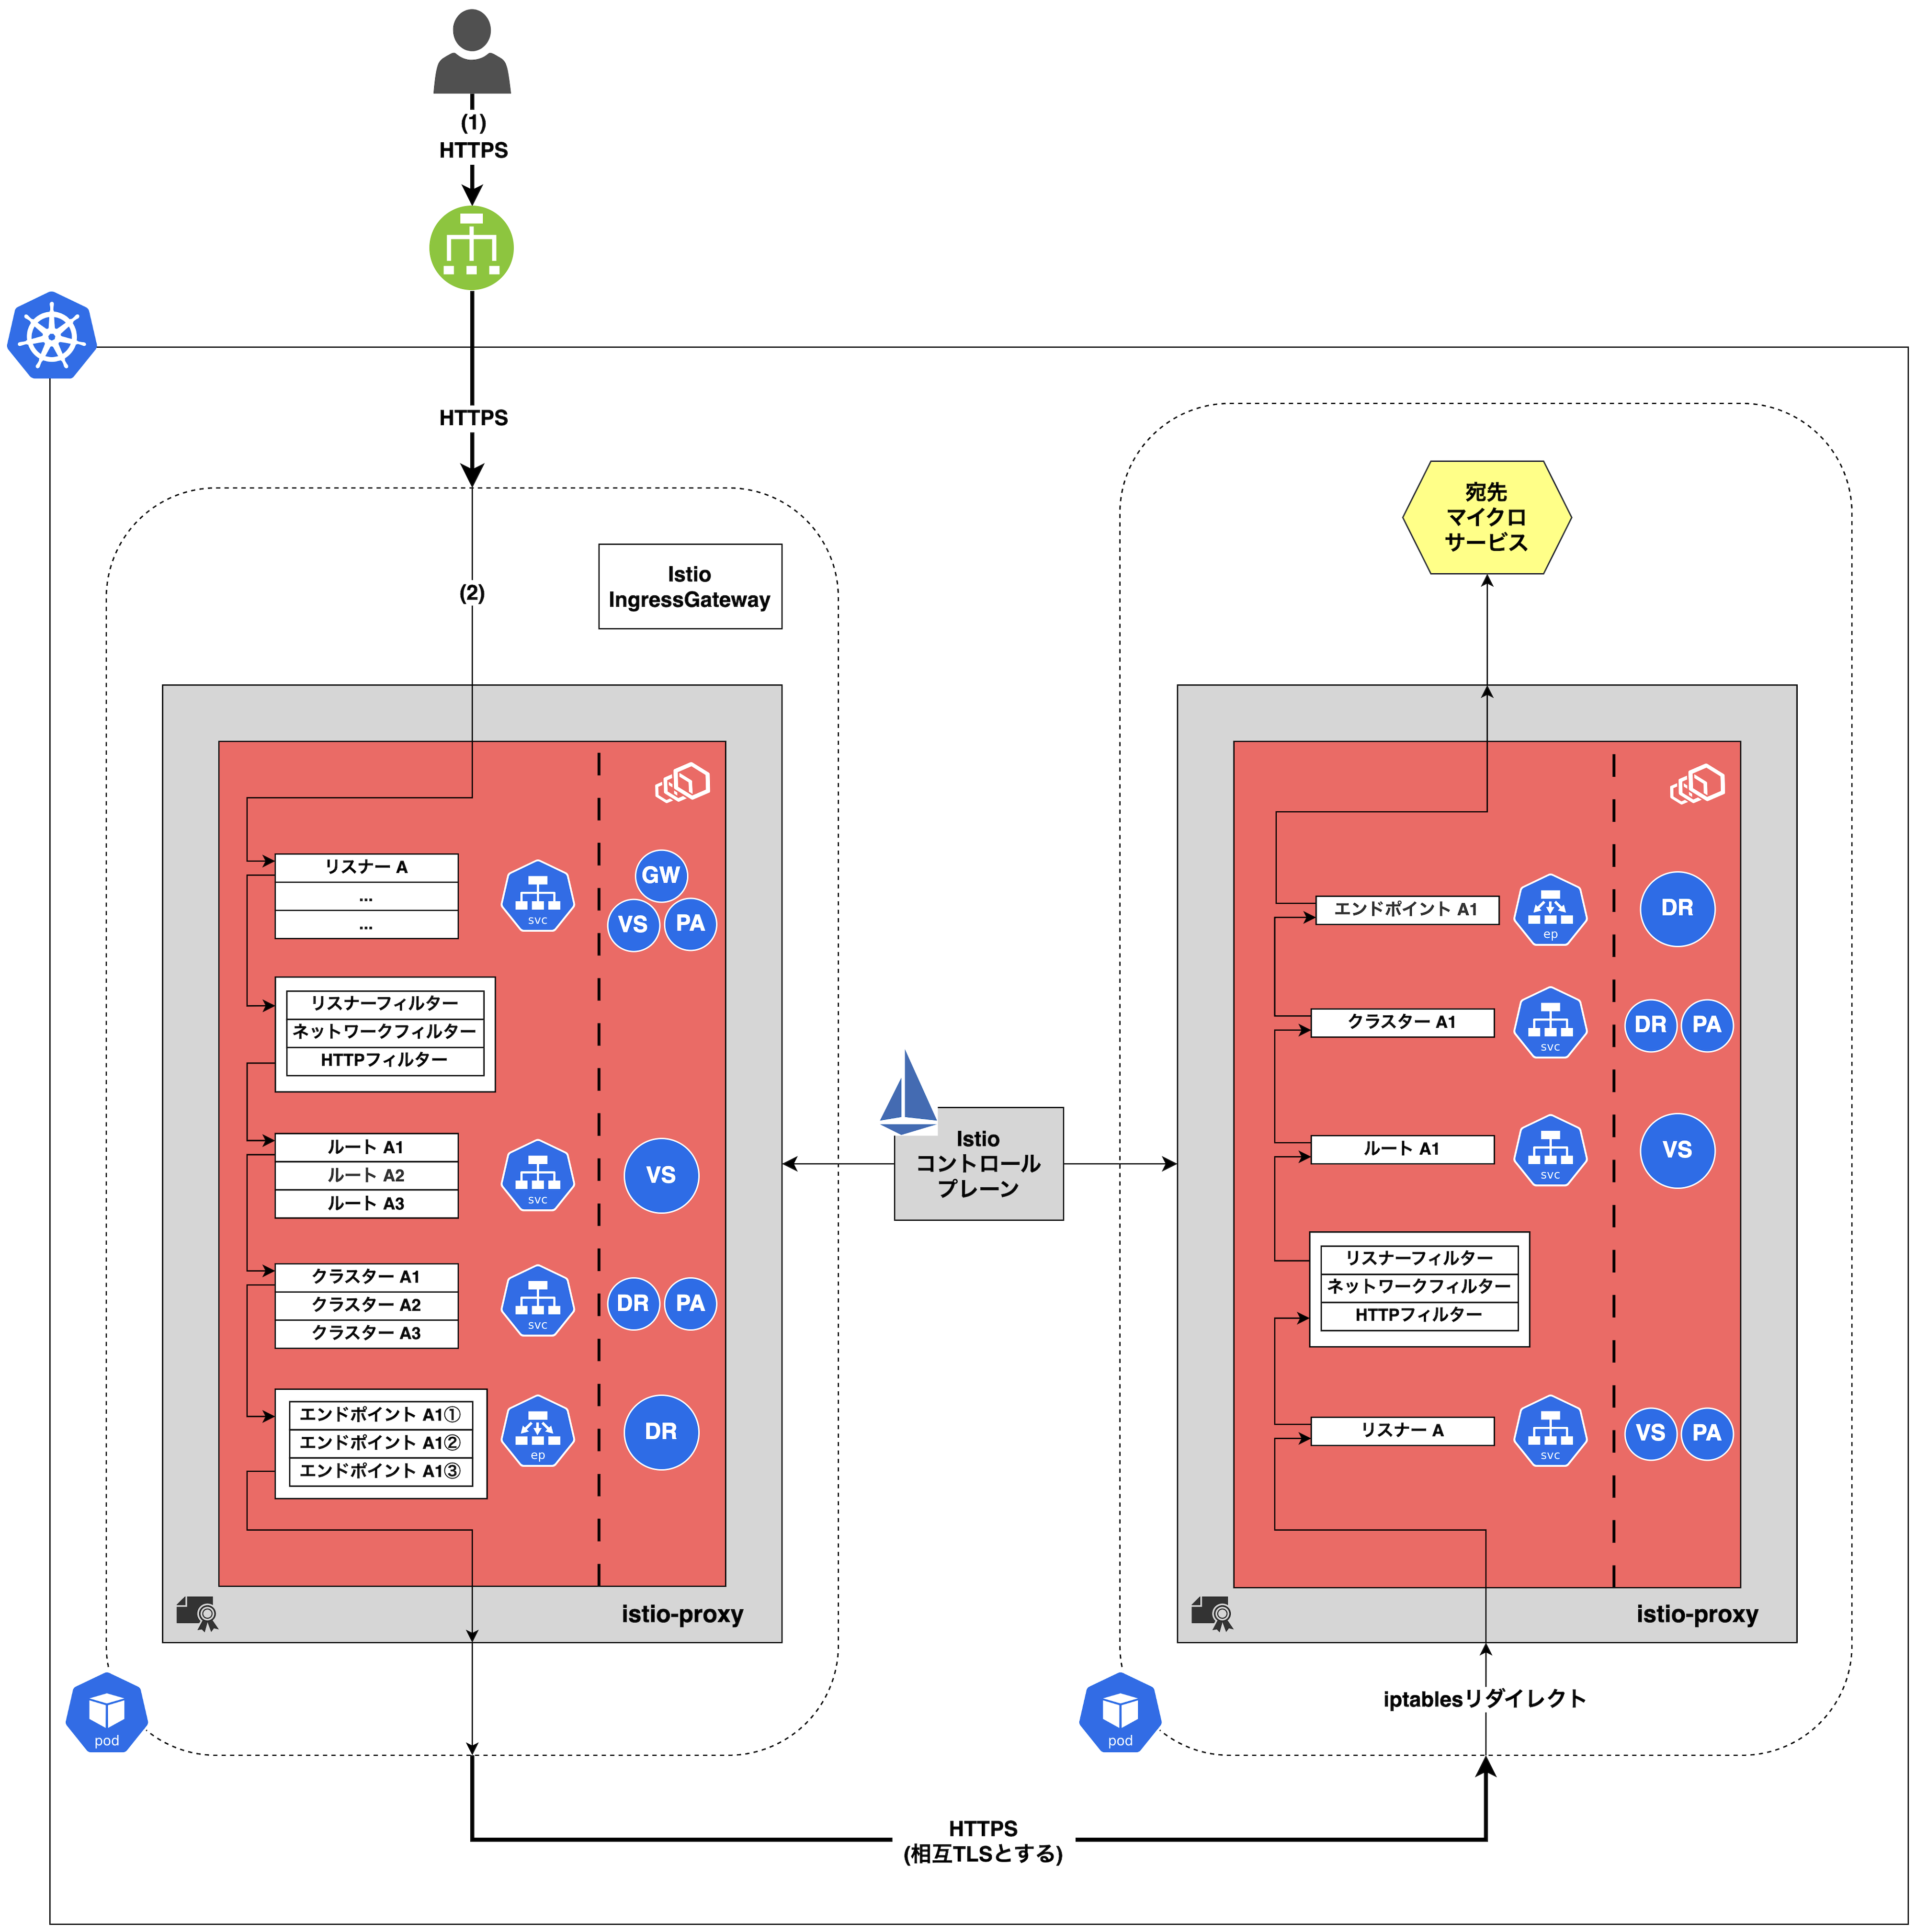 (1)
HTTPS
HTTPS
(2)
Istio
IngressGateway
リスナー A
...
...
svc
GW
VS
PA
リスナーフィルター
ネットワークフィルター
HTTPフィルター
ルート A1
ルート A2
ルート A3
svc
VS
クラスター A1
クラスター A2
クラスター A3
svc
DR
PA
エンドポイント A1①
エンドポイント A1②
エンドポイント A1③
ep
DR
istio-proxy
pod
Istio
コントロール
プレーン
宛先
マイクロ
サービス
エンドポイント A1
ep
DR
クラスター A1
svc
DR
PA
ルート A1
svc
VS
リスナーフィルター
ネットワークフィルター
HTTPフィルター
リスナー A
svc
VS
PA
istio-proxy
iptablesリダイレクト
pod
HTTPS
(相互TLSとする)